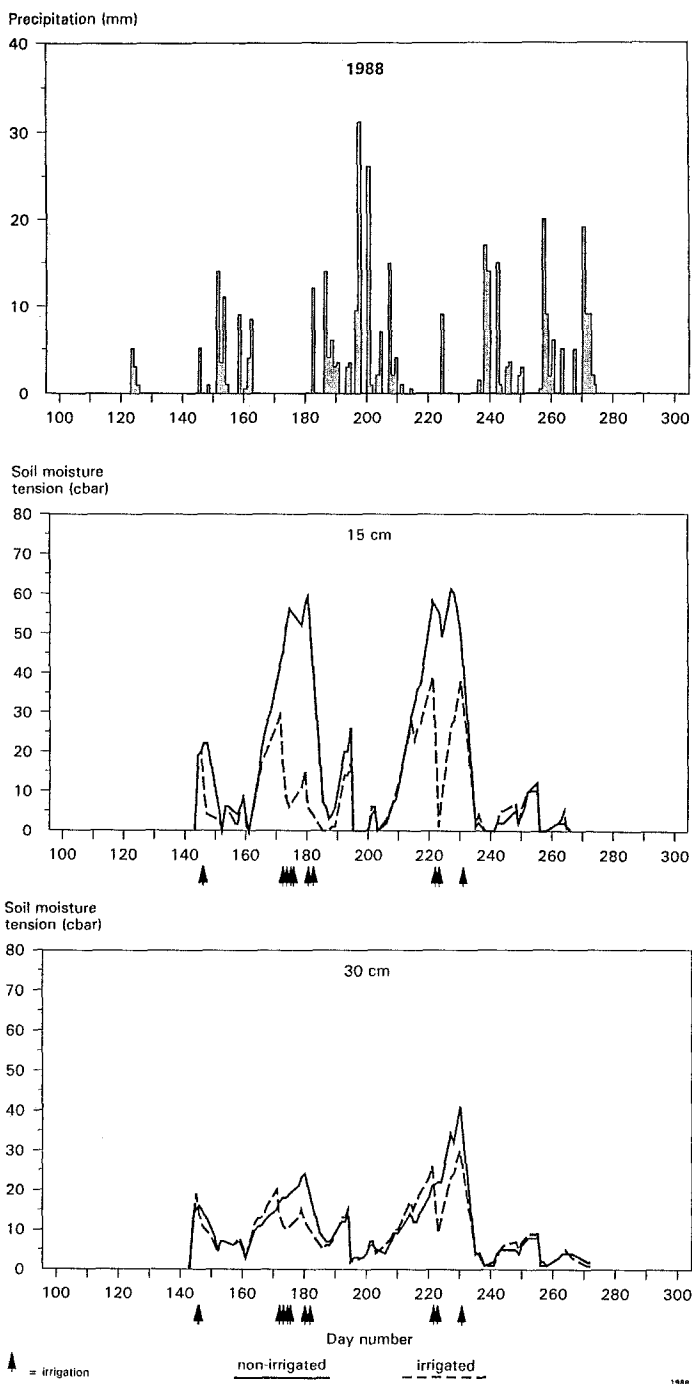 Precipitation (mm)
1988
40
30
20
10
0
100 120 140 160 180 200 220 240 260 280 300
Soil moisture
tension (cbar)
15 cm
80
70
60
50
40
30
20
10
0
100 120 140 160 180 200 220 240 260 280 300
Soil moisture
tension (cbar)
30 cm
80
70
60
50
40
30
20
10
0
100 120 140 160 180 200 220 240 260 280 300
Day number
= irrigation
non-irrigated
irrigated
1988